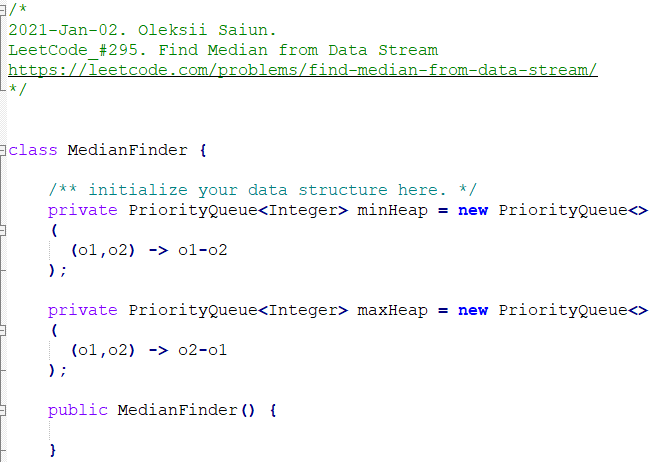 /*
2021-Jan-02. Oleksii Saiun.
LeetCode_#295. Find Median from Data Stream
https://leetcode.com/problems/find-median-from-data-stream/
*/
class MedianFinder {
/** initialize your data structure here. */
private PriorityQueue<Integer> minHeap = new PriorityQueue<>
(
(o1,o2) -> o1-o2
);
private PriorityQueue<Integer> maxHeap = new PriorityQueue<>
(
(o1,o2) -> o2-o1
);
public MedianFinder() {
}